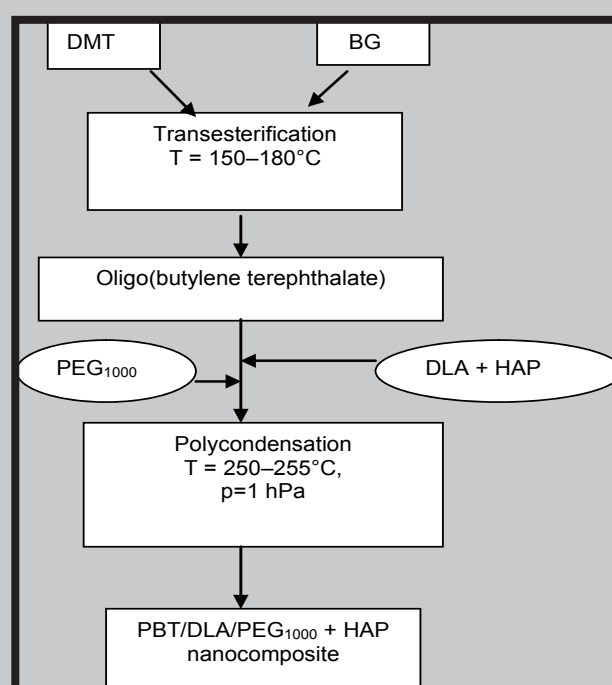 DMT
BG
Transesterification
T = 150–180°C
Oligo(butylene terephthalate)
PEG₁₀₀₀
DLA + HAP
Polycondensation
T = 250–255°C,
p=1 hPa
PBT/DLA/PEG₁₀₀₀ + HAP
nanocomposite